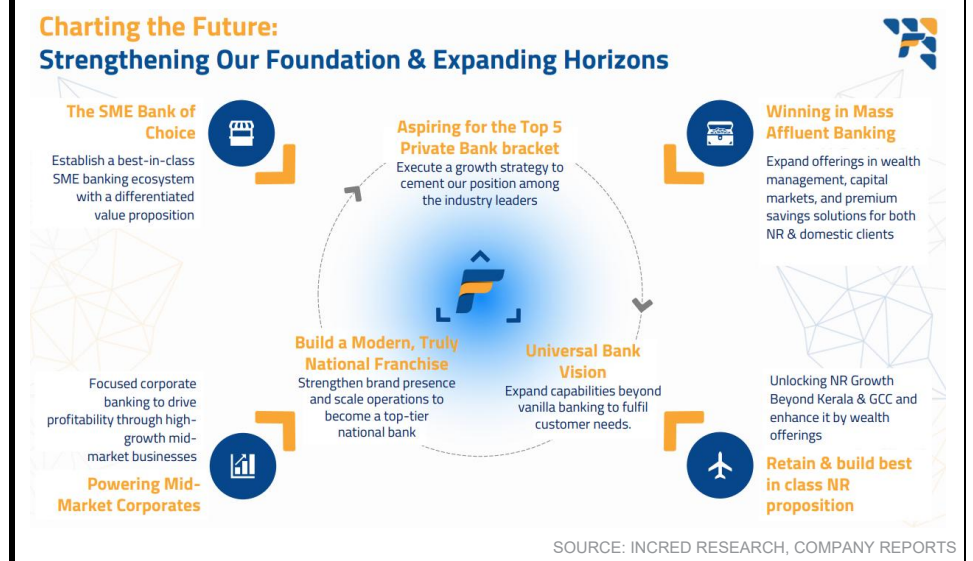 Charting the Future:
Strengthening Our Foundation & Expanding Horizons
The SME Bank of
Choice
Establish a best-in-class
SME banking ecosystem
with a differentiated
value proposition
Aspiring for the Top 5
Private Bank bracket
Execute a growth strategy to
cement our position among
the industry leaders
Winning in Mass
Affluent Banking
Expand offerings in wealth
management, capital
markets, and premium
savings solutions for both
NR & domestic clients
Build a Modern, Truly
National Franchise
Strengthen brand presence
and scale operations to
become a top-tier
national bank
Universal Bank
Vision
Expand capabilities beyond
vanilla banking to fulfil
customer needs.
Focused corporate
banking to drive
profitability through high-
growth mid-
market businesses
Powering Mid-
Market Corporates
Unlocking NR Growth
Beyond Kerala & GCC and
enhance it by wealth
offerings
Retain & build best
in class NR
proposition
SOURCE: INCRED RESEARCH, COMPANY REPORTS